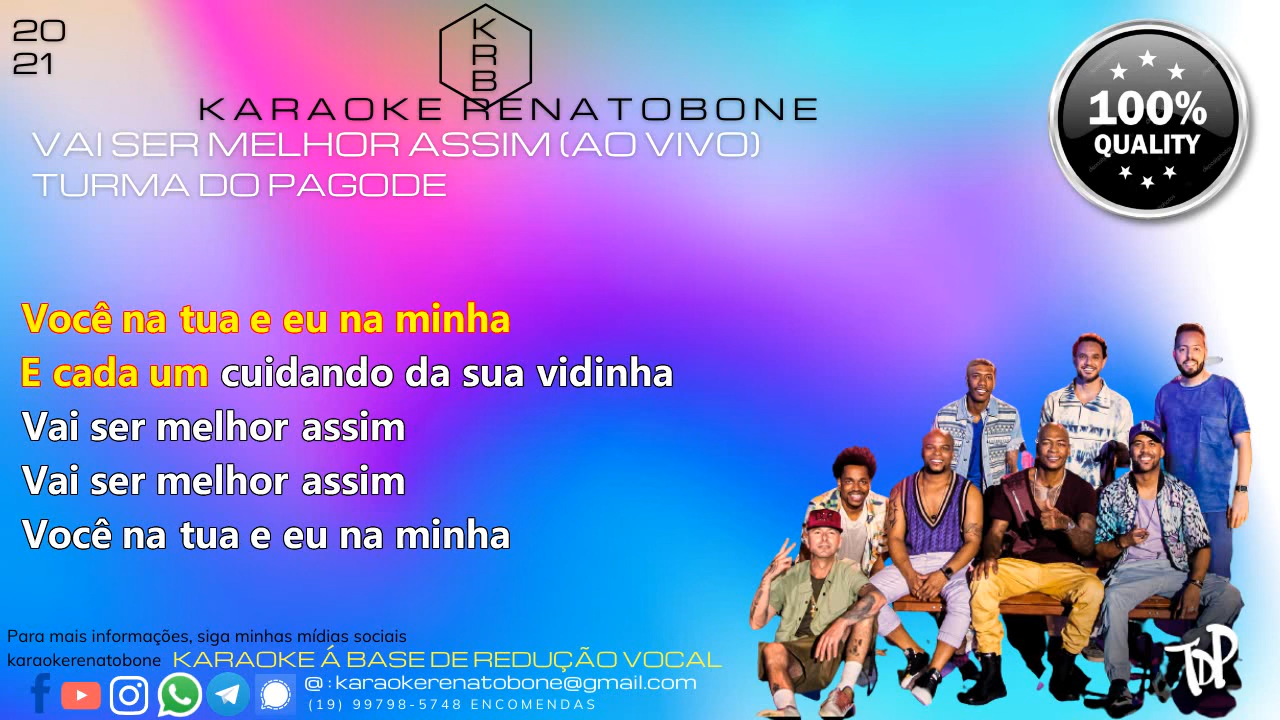 20
21
K
R
B
KARAOKE RENATOBONE
VAI SER MELHOR ASSIM (AO VIVO)
TURMA DO PAGODE
100%
QUALITY
Você na tua e eu na minha
E cada um cuidando da sua vidinha
Vai ser melhor assim
Vai ser melhor assim
Você na tua e eu na minha
Para mais informações, siga minhas mídias sociais
karaokerenatobone
KARAOKE Á BASE DE REDUÇÃO VOCAL
@:karaokerenatobone@gmail.com
(19) 99798-5748 ENCOMENDAS
TDP